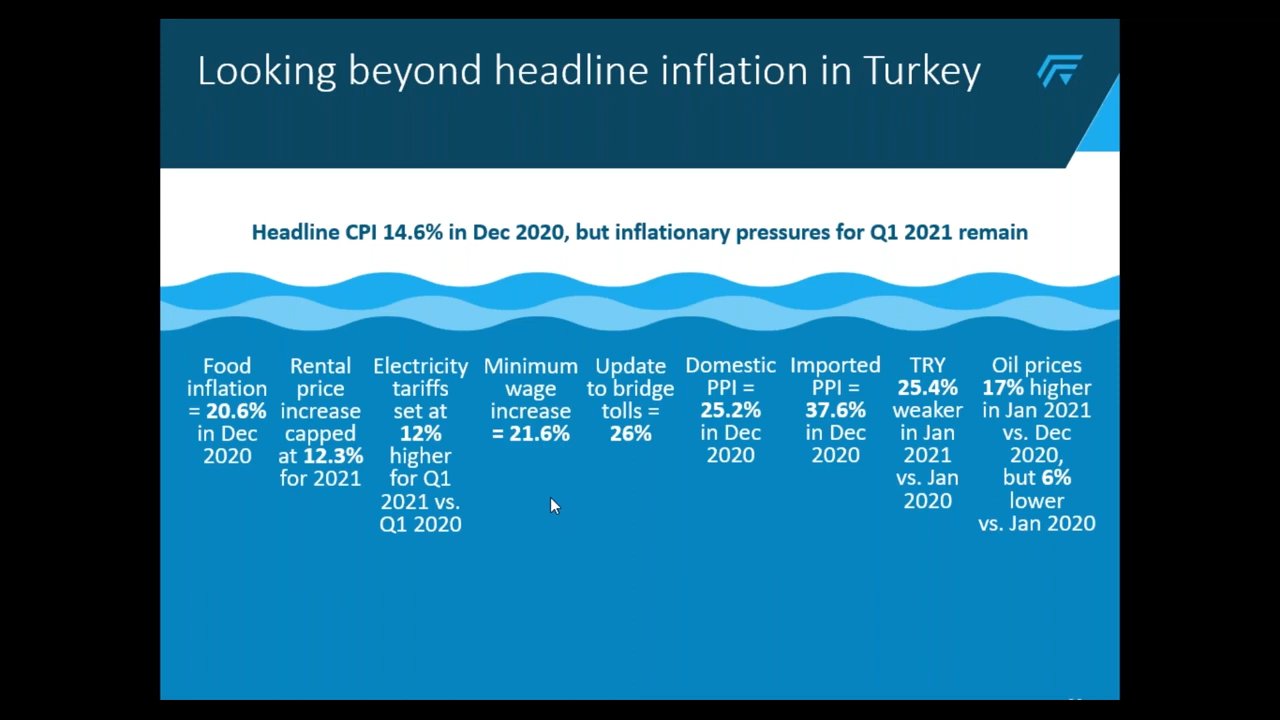 Looking beyond headline inflation in Turkey
Headline CPI 14.6% in Dec 2020, but inflationary pressures for Q1 2021 remain
Food
inflation
= 20.6%
in Dec
2020
Rental
price
increase
capped
at 12.3%
for 2021
Electricity
tariffs
set at
12%
higher
for Q1
2021 vs.
Q1 2020
Minimum
wage
increase
= 21.6%
Update
to bridge
tolls =
26%
Domestic
PPI =
25.2%
in Dec
2020
Imported
PPI =
37.6%
in Dec
2020
TRY
25.4%
weaker
in Jan
2021
vs. Jan
2020
Oil prices
17% higher
in Jan 2021
vs. Dec
2020,
but 6%
lower
vs. Jan 2020